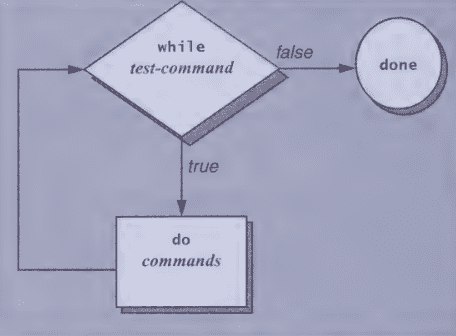 while
test-command
false
done
true
do
commands